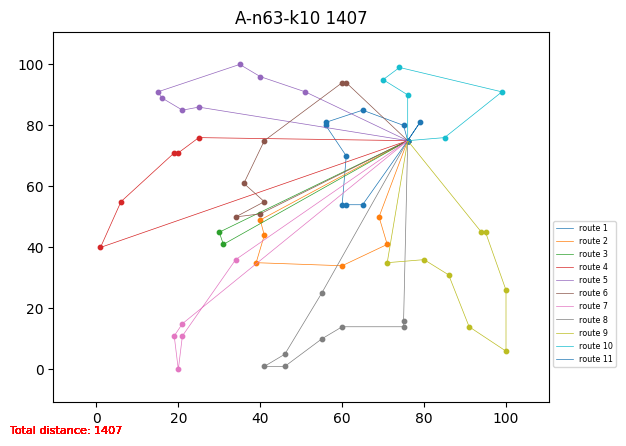 A-n63-k10 1407
100
80
60
40
20
0
0 20 40 60 80 100
route 1
route 2
route 3
route 4
route 5
route 6
route 7
route 8
route 9
route 10
route 11
Total distance: 1407